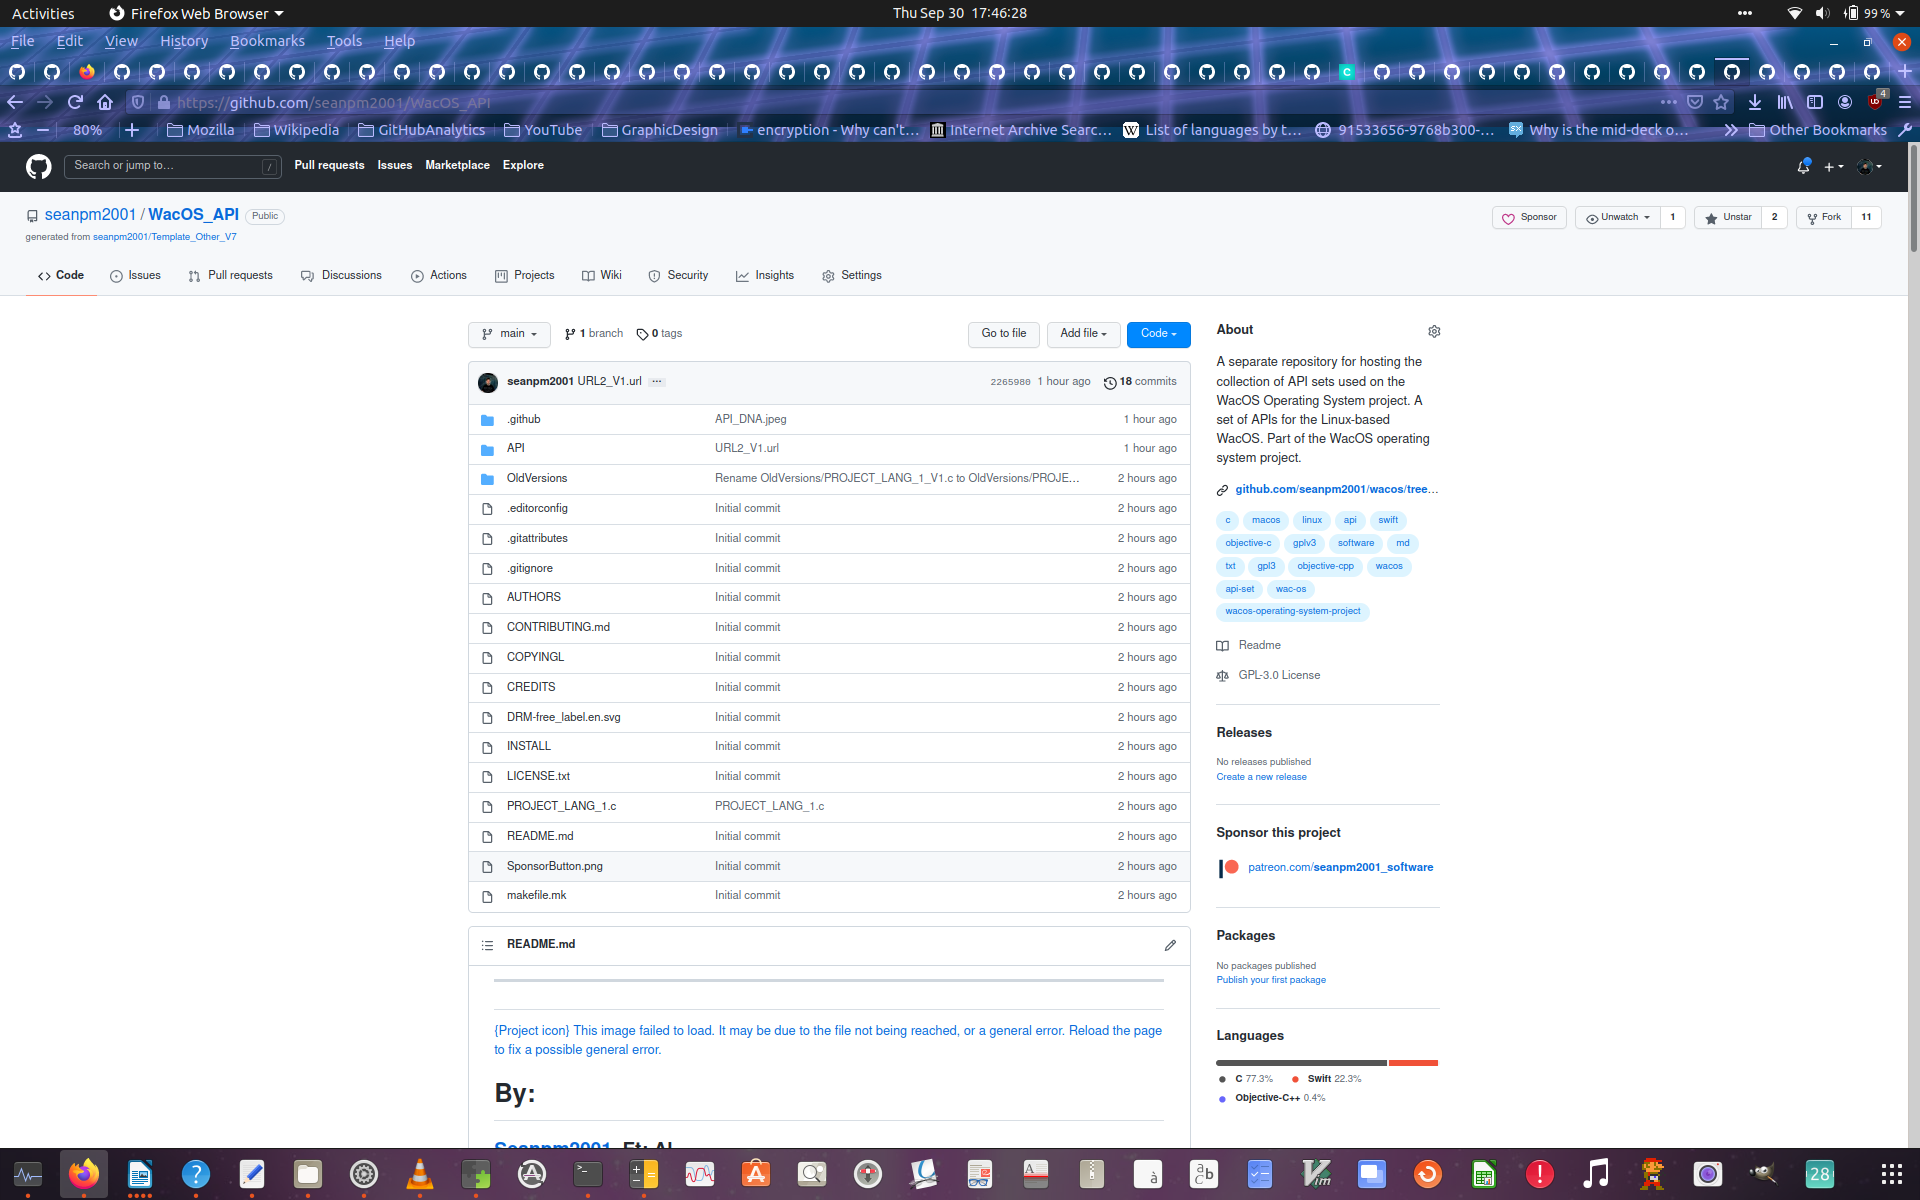 Activities
Firefox Web Browser
Thu Sep 30 17:46:28
99 %
File Edit View History Bookmarks Tools Help
https://github.com/seanpm2001/WacOS_API
4
80%
Mozilla
Wikipedia
GitHubAnalytics
YouTube
GraphicDesign
encryption - Why can't…
Internet Archive Searc…
List of languages by t…
91533656-9768b300-…
Why is the mid-deck o…
Other Bookmarks
Search or jump to…
/
Pull requests Issues Marketplace Explore
seanpm2001 / WacOS_API Public
generated from seanpm2001/Template_Other_V7
Sponsor
Unwatch 1
Unstar 2
Fork 11
Code
Issues
Pull requests
Discussions
Actions
Projects
Wiki
Security
Insights
Settings
main
1 branch
0 tags
Go to file
Add file
Code
seanpm2001 URL2_V1.url ...
2265980 1 hour ago 18 commits
.github API_DNA.jpeg 1 hour ago
API URL2_V1.url 1 hour ago
OldVersions Rename OldVersions/PROJECT_LANG_1_V1.c to OldVersions/PROJE… 2 hours ago
.editorconfig Initial commit 2 hours ago
.gitattributes Initial commit 2 hours ago
.gitignore Initial commit 2 hours ago
AUTHORS Initial commit 2 hours ago
CONTRIBUTING.md Initial commit 2 hours ago
COPYINGL Initial commit 2 hours ago
CREDITS Initial commit 2 hours ago
DRM-free_label.en.svg Initial commit 2 hours ago
INSTALL Initial commit 2 hours ago
LICENSE.txt Initial commit 2 hours ago
PROJECT_LANG_1.c PROJECT_LANG_1.c 2 hours ago
README.md Initial commit 2 hours ago
SponsorButton.png Initial commit 2 hours ago
makefile.mk Initial commit 2 hours ago
README.md
{Project icon} This image failed to load. It may be due to the file not being reached, or a general error. Reload the page
to fix a possible general error.
By:
Seanpm2001, Et; Al
About
A separate repository for hosting the
collection of API sets used on the
WacOS Operating System project. A
set of APIs for the Linux-based
WacOS. Part of the WacOS operating
system project.
github.com/seanpm2001/wacos/tree…
c macos linux api swift
objective-c gplv3 software md
txt gpl3 objective-cpp wacos
api-set wac-os
wacos-operating-system-project
Readme
GPL-3.0 License
Releases
No releases published
Create a new release
Sponsor this project
patreon.com/seanpm2001_software
Packages
No packages published
Publish your first package
Languages
C 77.3% Swift 22.3%
Objective-C++ 0.4%
28